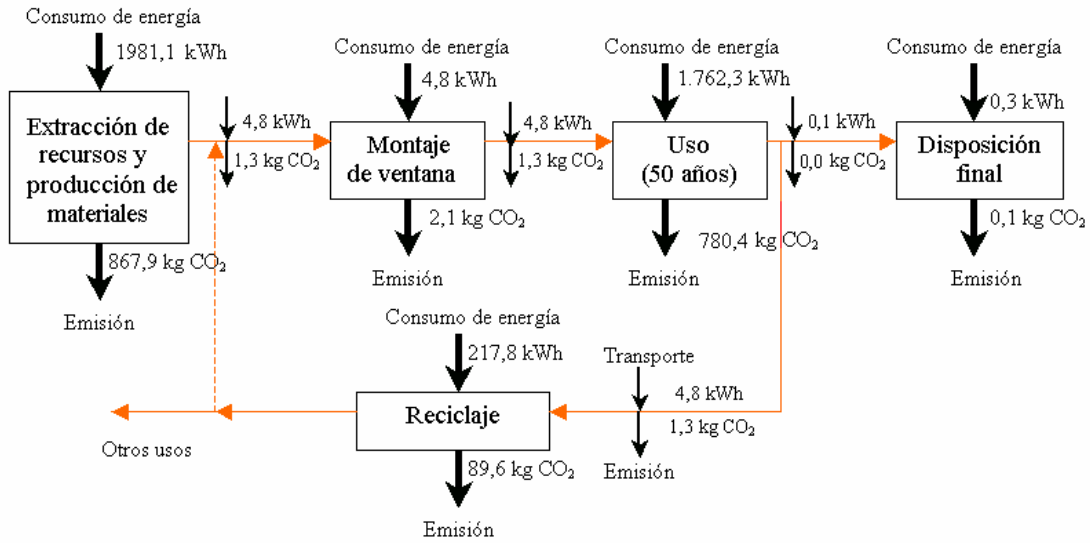 Consumo de energía
1981,1 kWh
Extracción de
recursos y
producción de
materiales
867,9 kg CO₂
Emisión
4,8 kWh
1,3 kg CO₂
Consumo de energía
4,8 kWh
Montaje
de ventana
2,1 kg CO₂
Emisión
4,8 kWh
1,3 kg CO₂
Consumo de energía
1.762,3 kWh
Uso
(50 años)
780,4 kg CO₂
Emisión
0,1 kWh
0,0 kg CO₂
Consumo de energía
0,3 kWh
Disposición
final
0,1 kg CO₂
Emisión
Consumo de energía
217,8 kWh
Reciclaje
89,6 kg CO₂
Emisión
Transporte
4,8 kWh
1,3 kg CO₂
Emisión
Otros usos